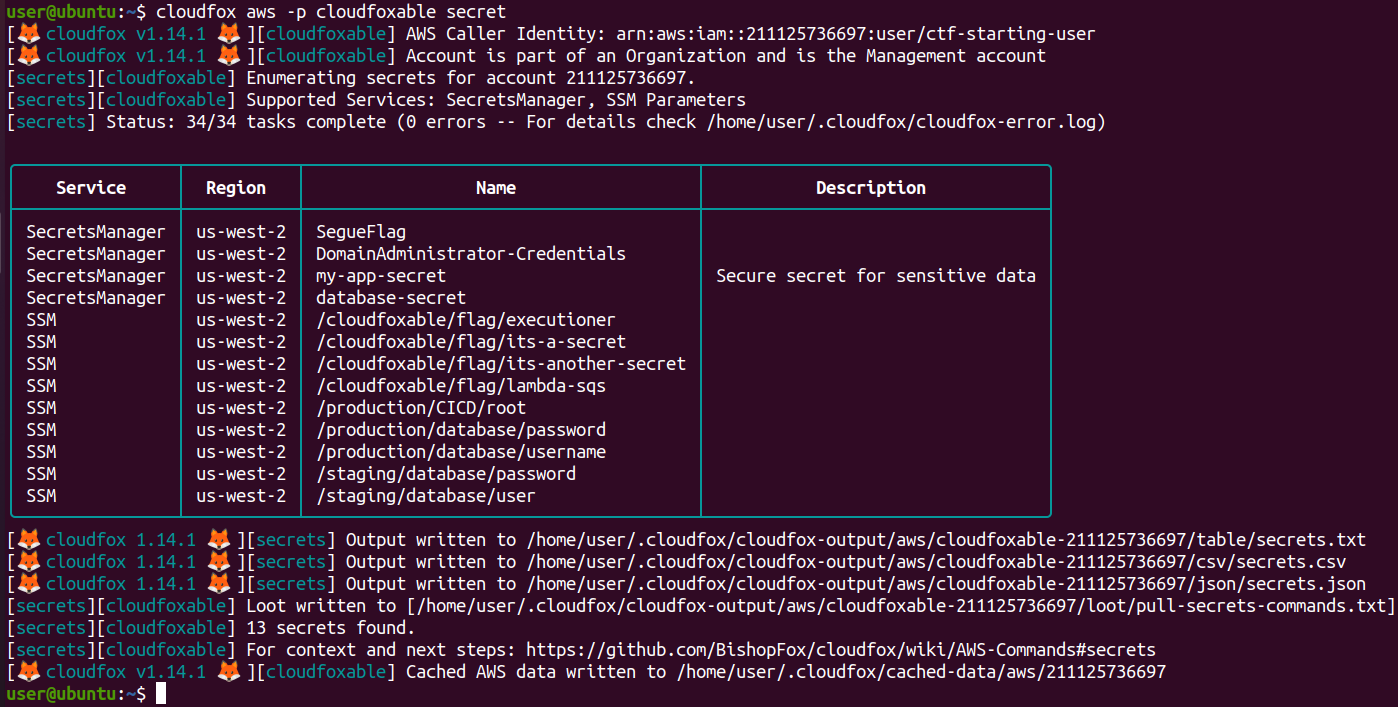 user@ubuntu:~$ cloudfox aws -p cloudfoxable secret
[🦊 cloudfox v1.14.1 🦊 ][cloudfoxable] AWS Caller Identity: arn:aws:iam::211125736697:user/ctf-starting-user
[🦊 cloudfox v1.14.1 🦊 ][cloudfoxable] Account is part of an Organization and is the Management account
[secrets][cloudfoxable] Enumerating secrets for account 211125736697.
[secrets][cloudfoxable] Supported Services: SecretsManager, SSM Parameters
[secrets] Status: 34/34 tasks complete (0 errors -- For details check /home/user/.cloudfox/cloudfox-error.log)
Service Region Name Description
SecretsManager us-west-2 SegueFlag
SecretsManager us-west-2 DomainAdministrator-Credentials
SecretsManager us-west-2 my-app-secret Secure secret for sensitive data
SecretsManager us-west-2 database-secret
SSM us-west-2 /cloudfoxable/flag/executioner
SSM us-west-2 /cloudfoxable/flag/its-a-secret
SSM us-west-2 /cloudfoxable/flag/its-another-secret
SSM us-west-2 /cloudfoxable/flag/lambda-sqs
SSM us-west-2 /production/CICD/root
SSM us-west-2 /production/database/password
SSM us-west-2 /production/database/username
SSM us-west-2 /staging/database/password
SSM us-west-2 /staging/database/user
[🦊 cloudfox 1.14.1 🦊 ][secrets] Output written to /home/user/.cloudfox/cloudfox-output/aws/cloudfoxable-211125736697/table/secrets.txt
[🦊 cloudfox 1.14.1 🦊 ][secrets] Output written to /home/user/.cloudfox/cloudfox-output/aws/cloudfoxable-211125736697/csv/secrets.csv
[🦊 cloudfox 1.14.1 🦊 ][secrets] Output written to /home/user/.cloudfox/cloudfox-output/aws/cloudfoxable-211125736697/json/secrets.json
[secrets][cloudfoxable] Loot written to [/home/user/.cloudfox/cloudfox-output/aws/cloudfoxable-211125736697/loot/pull-secrets-commands.txt]
[secrets][cloudfoxable] 13 secrets found.
[secrets][cloudfoxable] For context and next steps: https://github.com/BishopFox/cloudfox/wiki/AWS-Commands#secrets
[🦊 cloudfox v1.14.1 🦊 ][cloudfoxable] Cached AWS data written to /home/user/.cloudfox/cached-data/aws/211125736697
user@ubuntu:~$